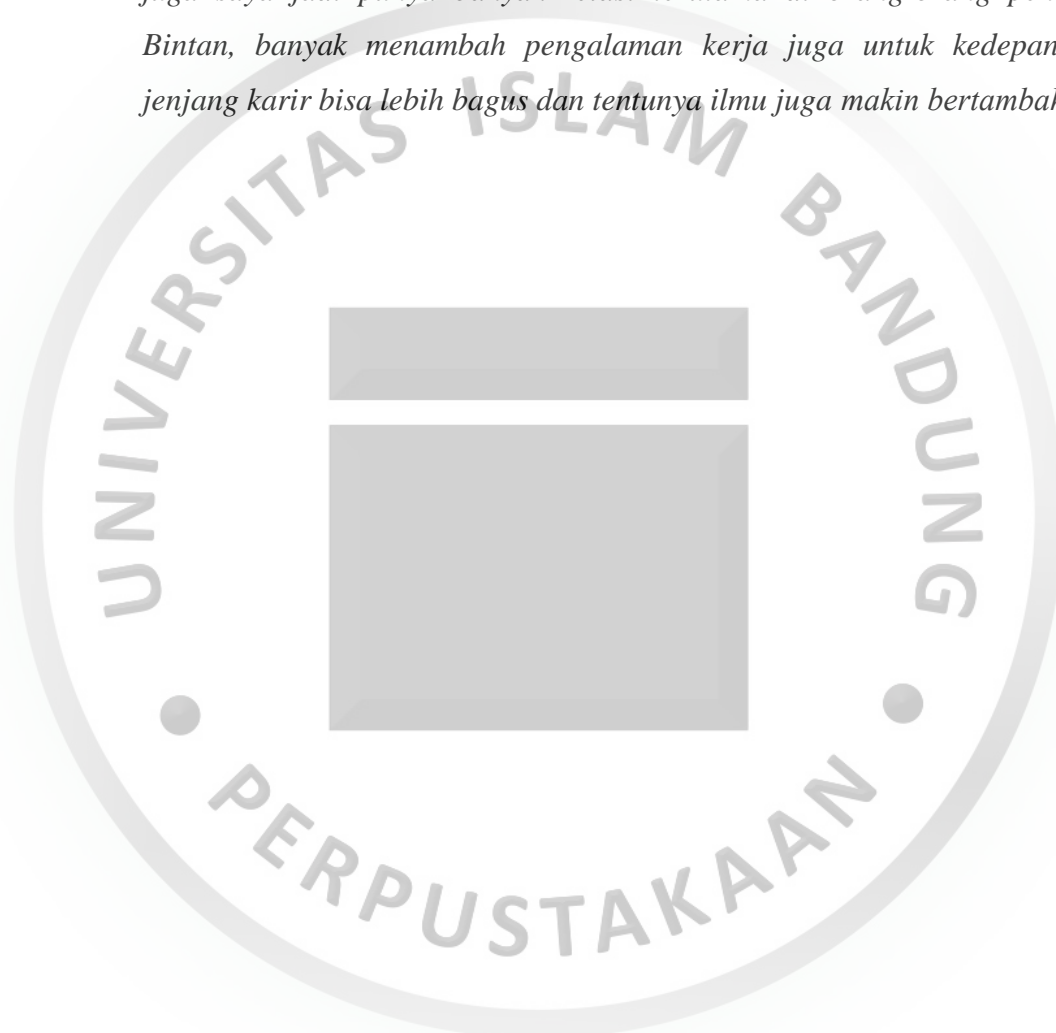 Bintan, banyak menambah pengalaman kerja juga untuk kedepan
jenjang karir bisa lebih bagus dan tentunya ilmu juga makin bertambah
UNIVERSITAS ISLAM BANDUNG
PERPUSTAKAAN